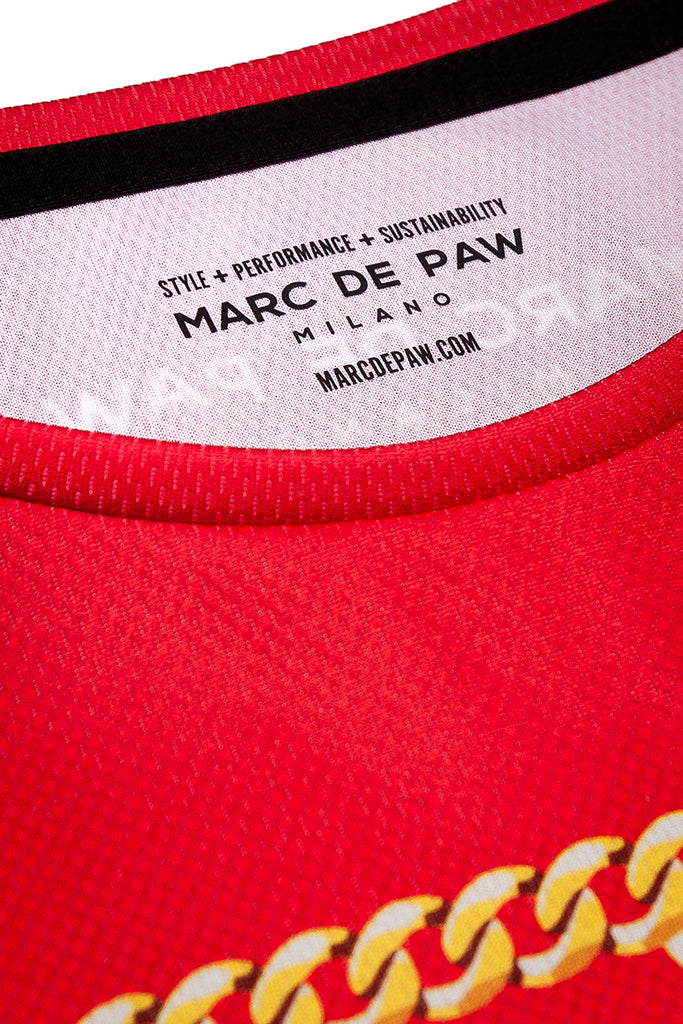 STYLE + PERFORMANCE + SUSTAINABILITY
MARC DE PAW
MILANO
MARCDEPAW.COM